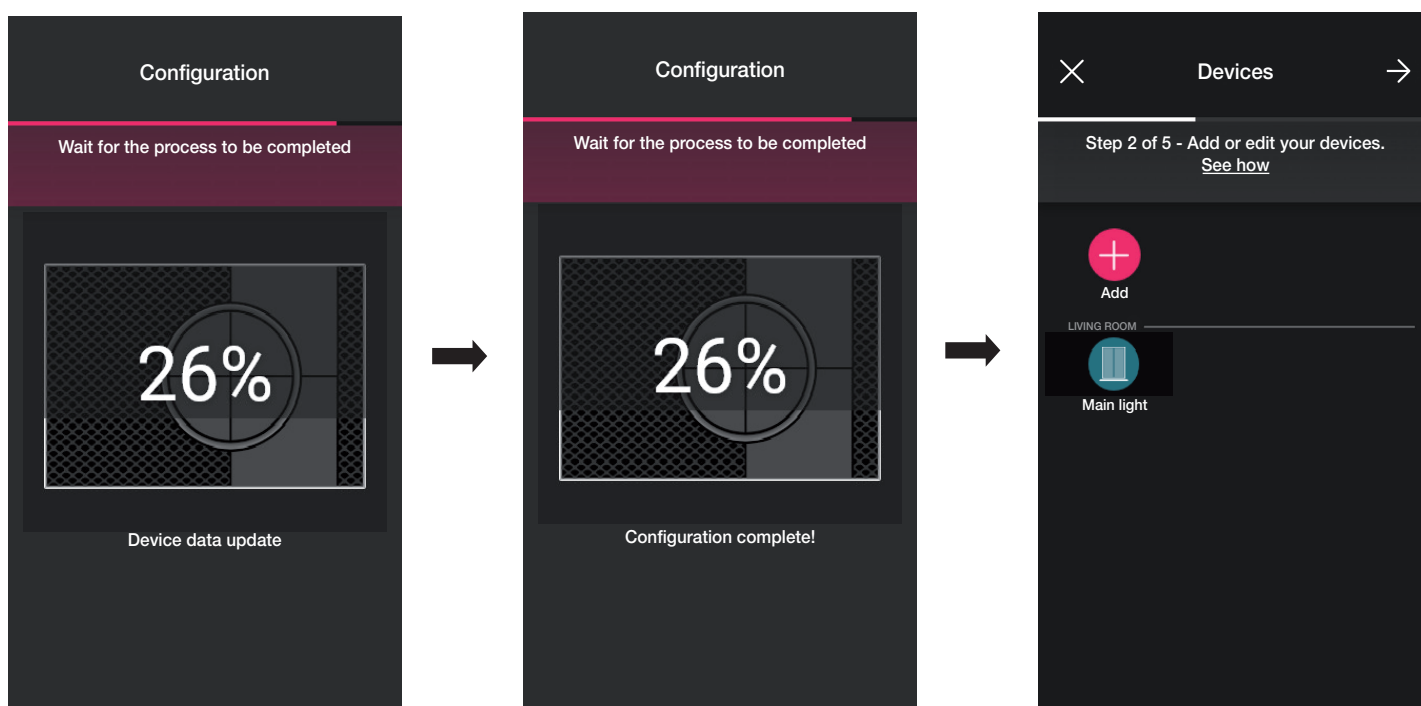 Configuration
Wait for the process to be completed
26%
Device data update
Configuration
Wait for the process to be completed
26%
Configuration complete!
Devices
Step 2 of 5 - Add or edit your devices.
See how
Add
LIVING ROOM
Main light